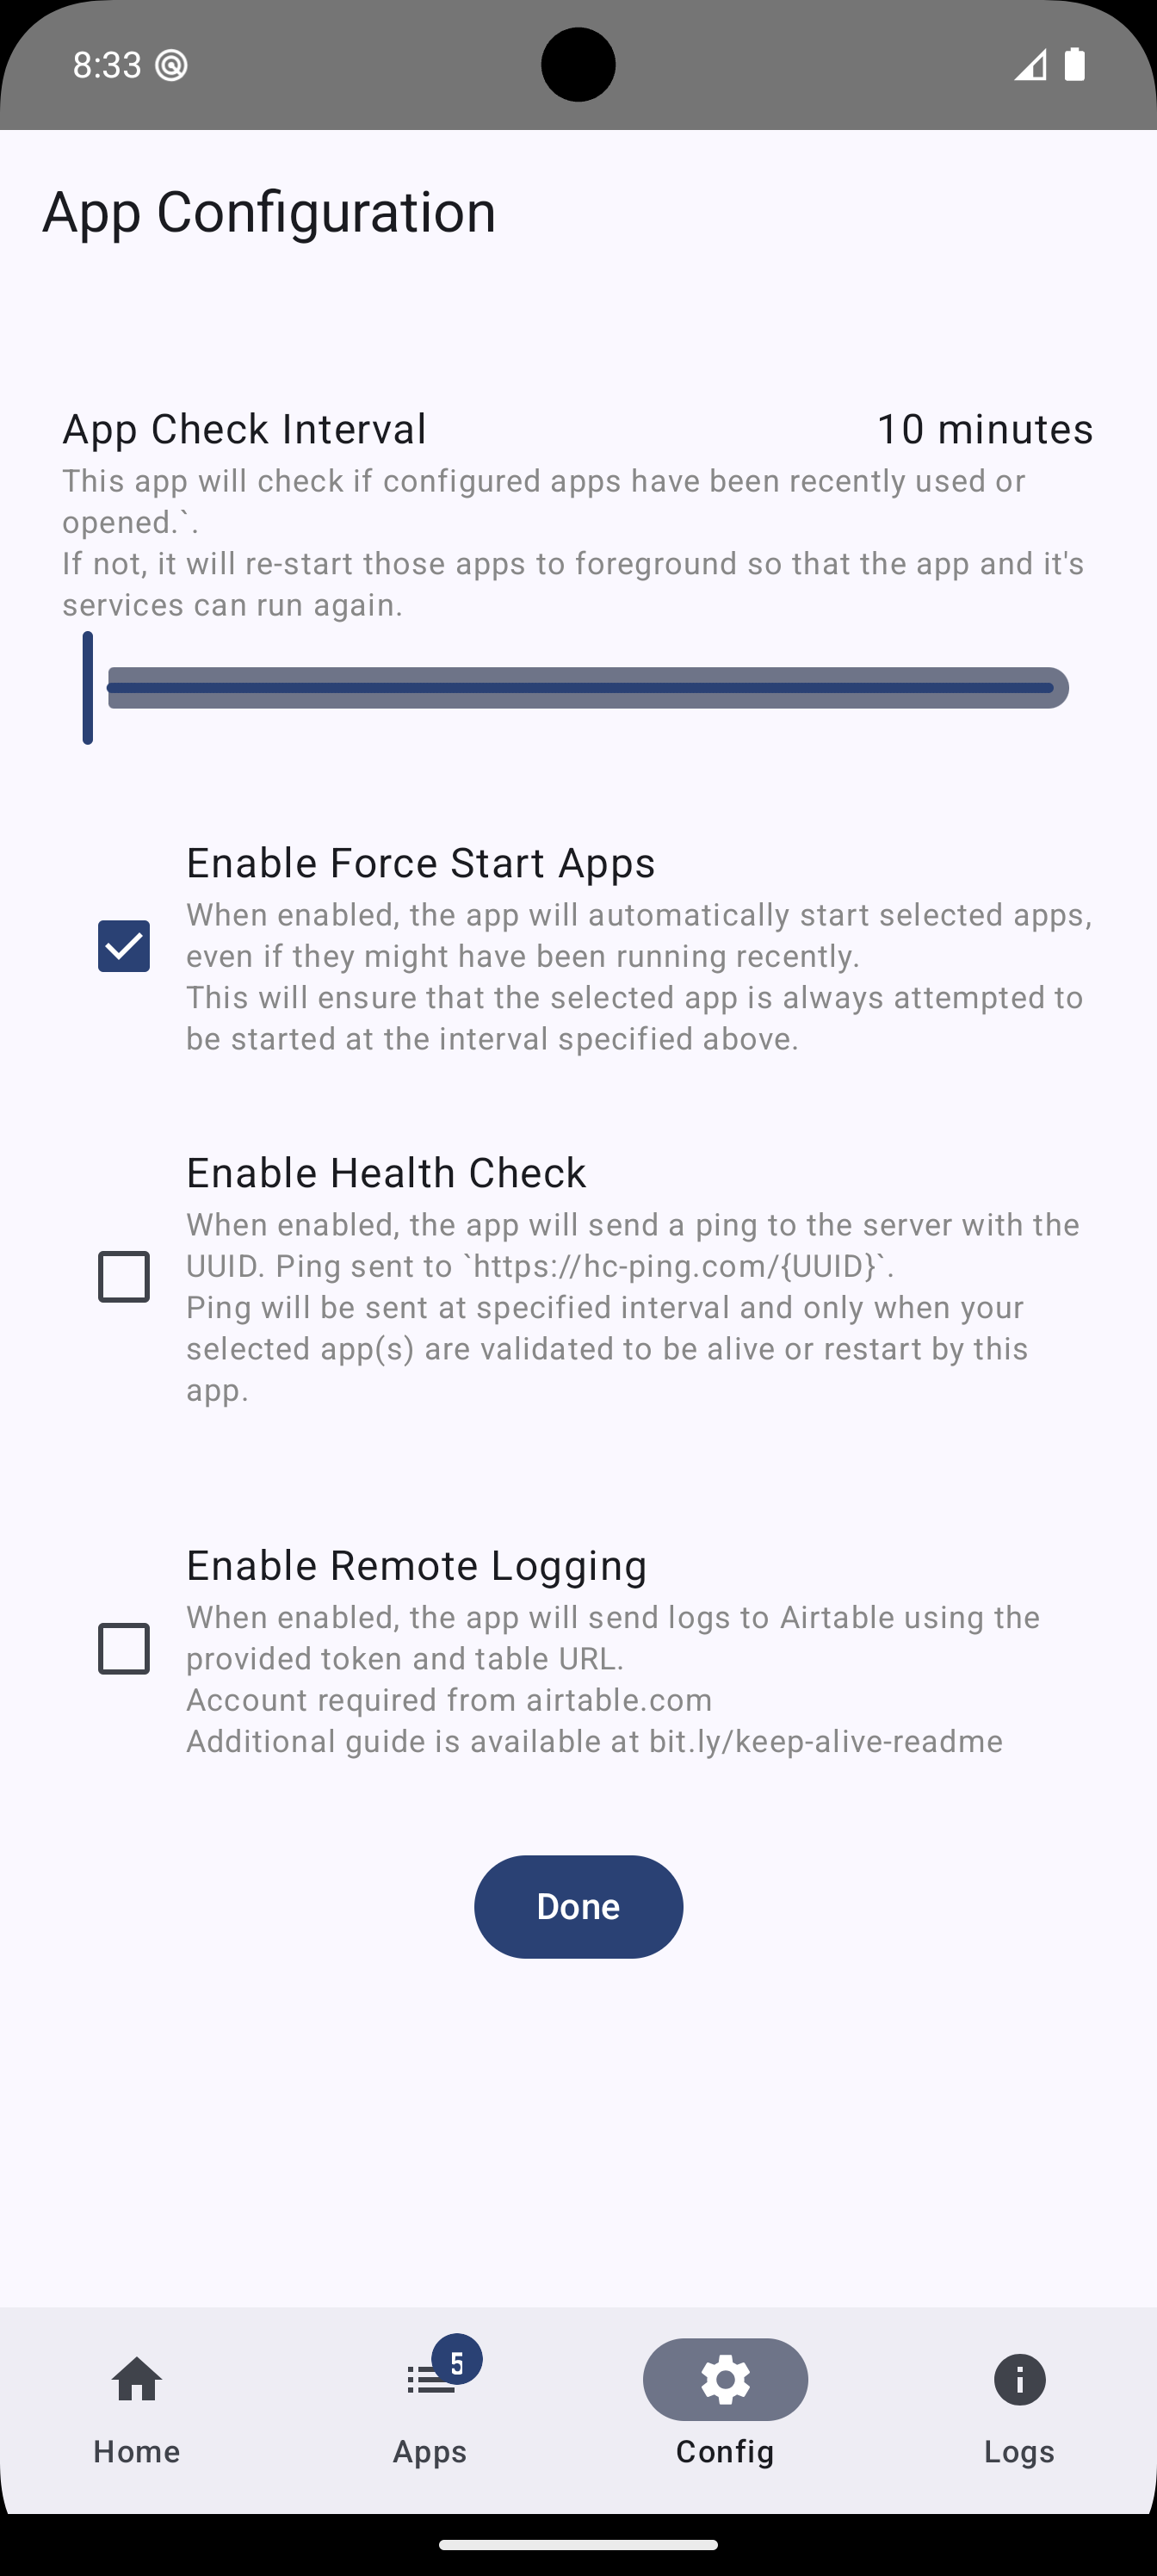 8:33
App Configuration
App Check Interval
10 minutes
This app will check if configured apps have been recently used or
opened.`.
If not, it will re-start those apps to foreground so that the app and it's
services can run again.
Enable Force Start Apps
When enabled, the app will automatically start selected apps,
even if they might have been running recently.
This will ensure that the selected app is always attempted to
be started at the interval specified above.
Enable Health Check
When enabled, the app will send a ping to the server with the
UUID. Ping sent to `https://hc-ping.com/{UUID}`.
Ping will be sent at specified interval and only when your
selected app(s) are validated to be alive or restart by this
app.
Enable Remote Logging
When enabled, the app will send logs to Airtable using the
provided token and table URL.
Account required from airtable.com
Additional guide is available at bit.ly/keep-alive-readme
Done
5
Home
Apps
Config
Logs